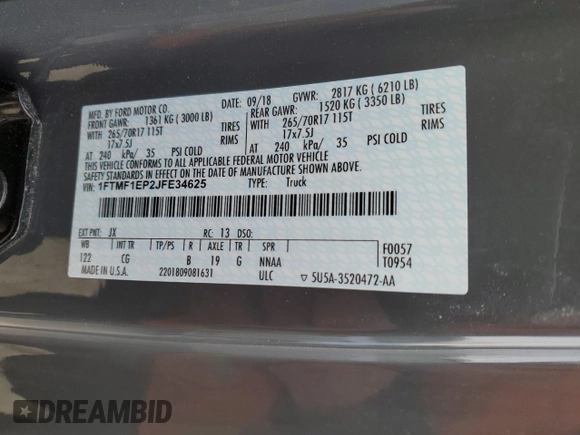 MFD. BY FORD MOTOR CO.
DATE: 09/18 GVWR: 2817 KG ( 6210 LB)
FRONT GAWR: 1361 KG ( 3000 LB) REAR GAWR: 1520 KG ( 3350 LB)
WITH 265/70R17 115T TIRES WITH 265/70R17 115T TIRES
17x7.5J RIMS 17x7.5J RIMS
AT 240 kPa/ 35 PSI COLD AT 240 kPa/ 35 PSI COLD
THIS VEHICLE CONFORMS TO ALL APPLICABLE FEDERAL MOTOR VEHICLE
SAFETY STANDARDS IN EFFECT ON THE DATE OF MANUFACTURE SHOWN ABOVE.
VIN: 1FTMF1EP2JFE34625 TYPE: Truck
EXT PNT: JX RC: 13 DSO: F0057
WB INT TR TP/PS R AXLE TR SPR T0954
122 CG B 19 G NNAA
MADE IN U.S.A. 2201809081631 ULC ▽ 5U5A-3520472-AA
DREAMBID